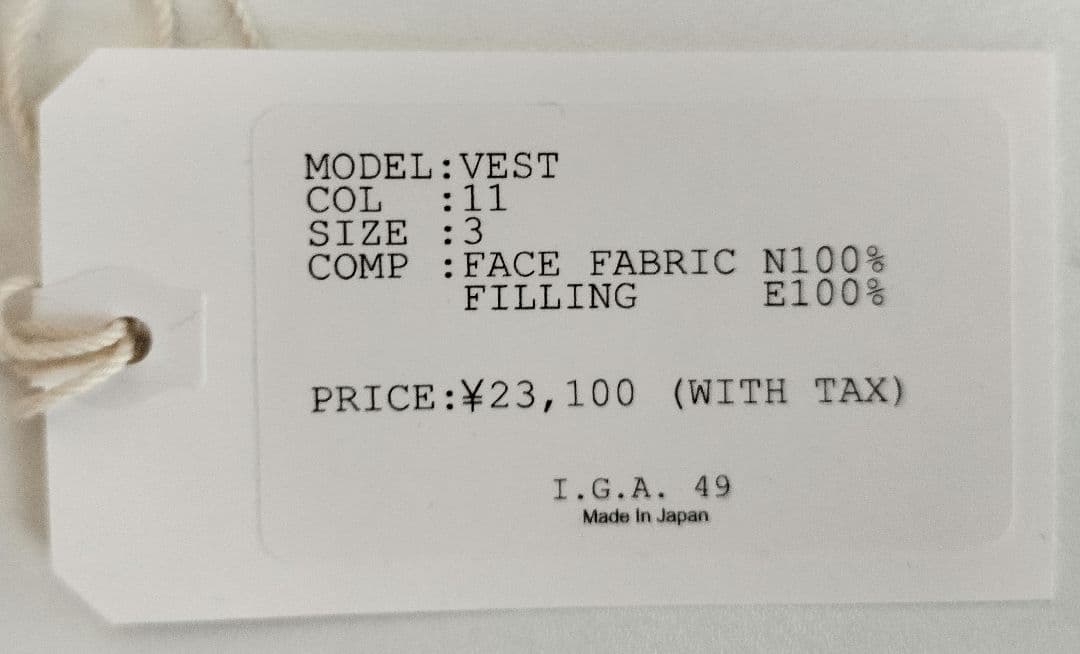 MODEL:VEST
COL :11
SIZE :3
COMP :FACE FABRIC N100%
FILLING E100%
PRICE:¥23,100 (WITH TAX)
I.G.A. 49
Made in Japan